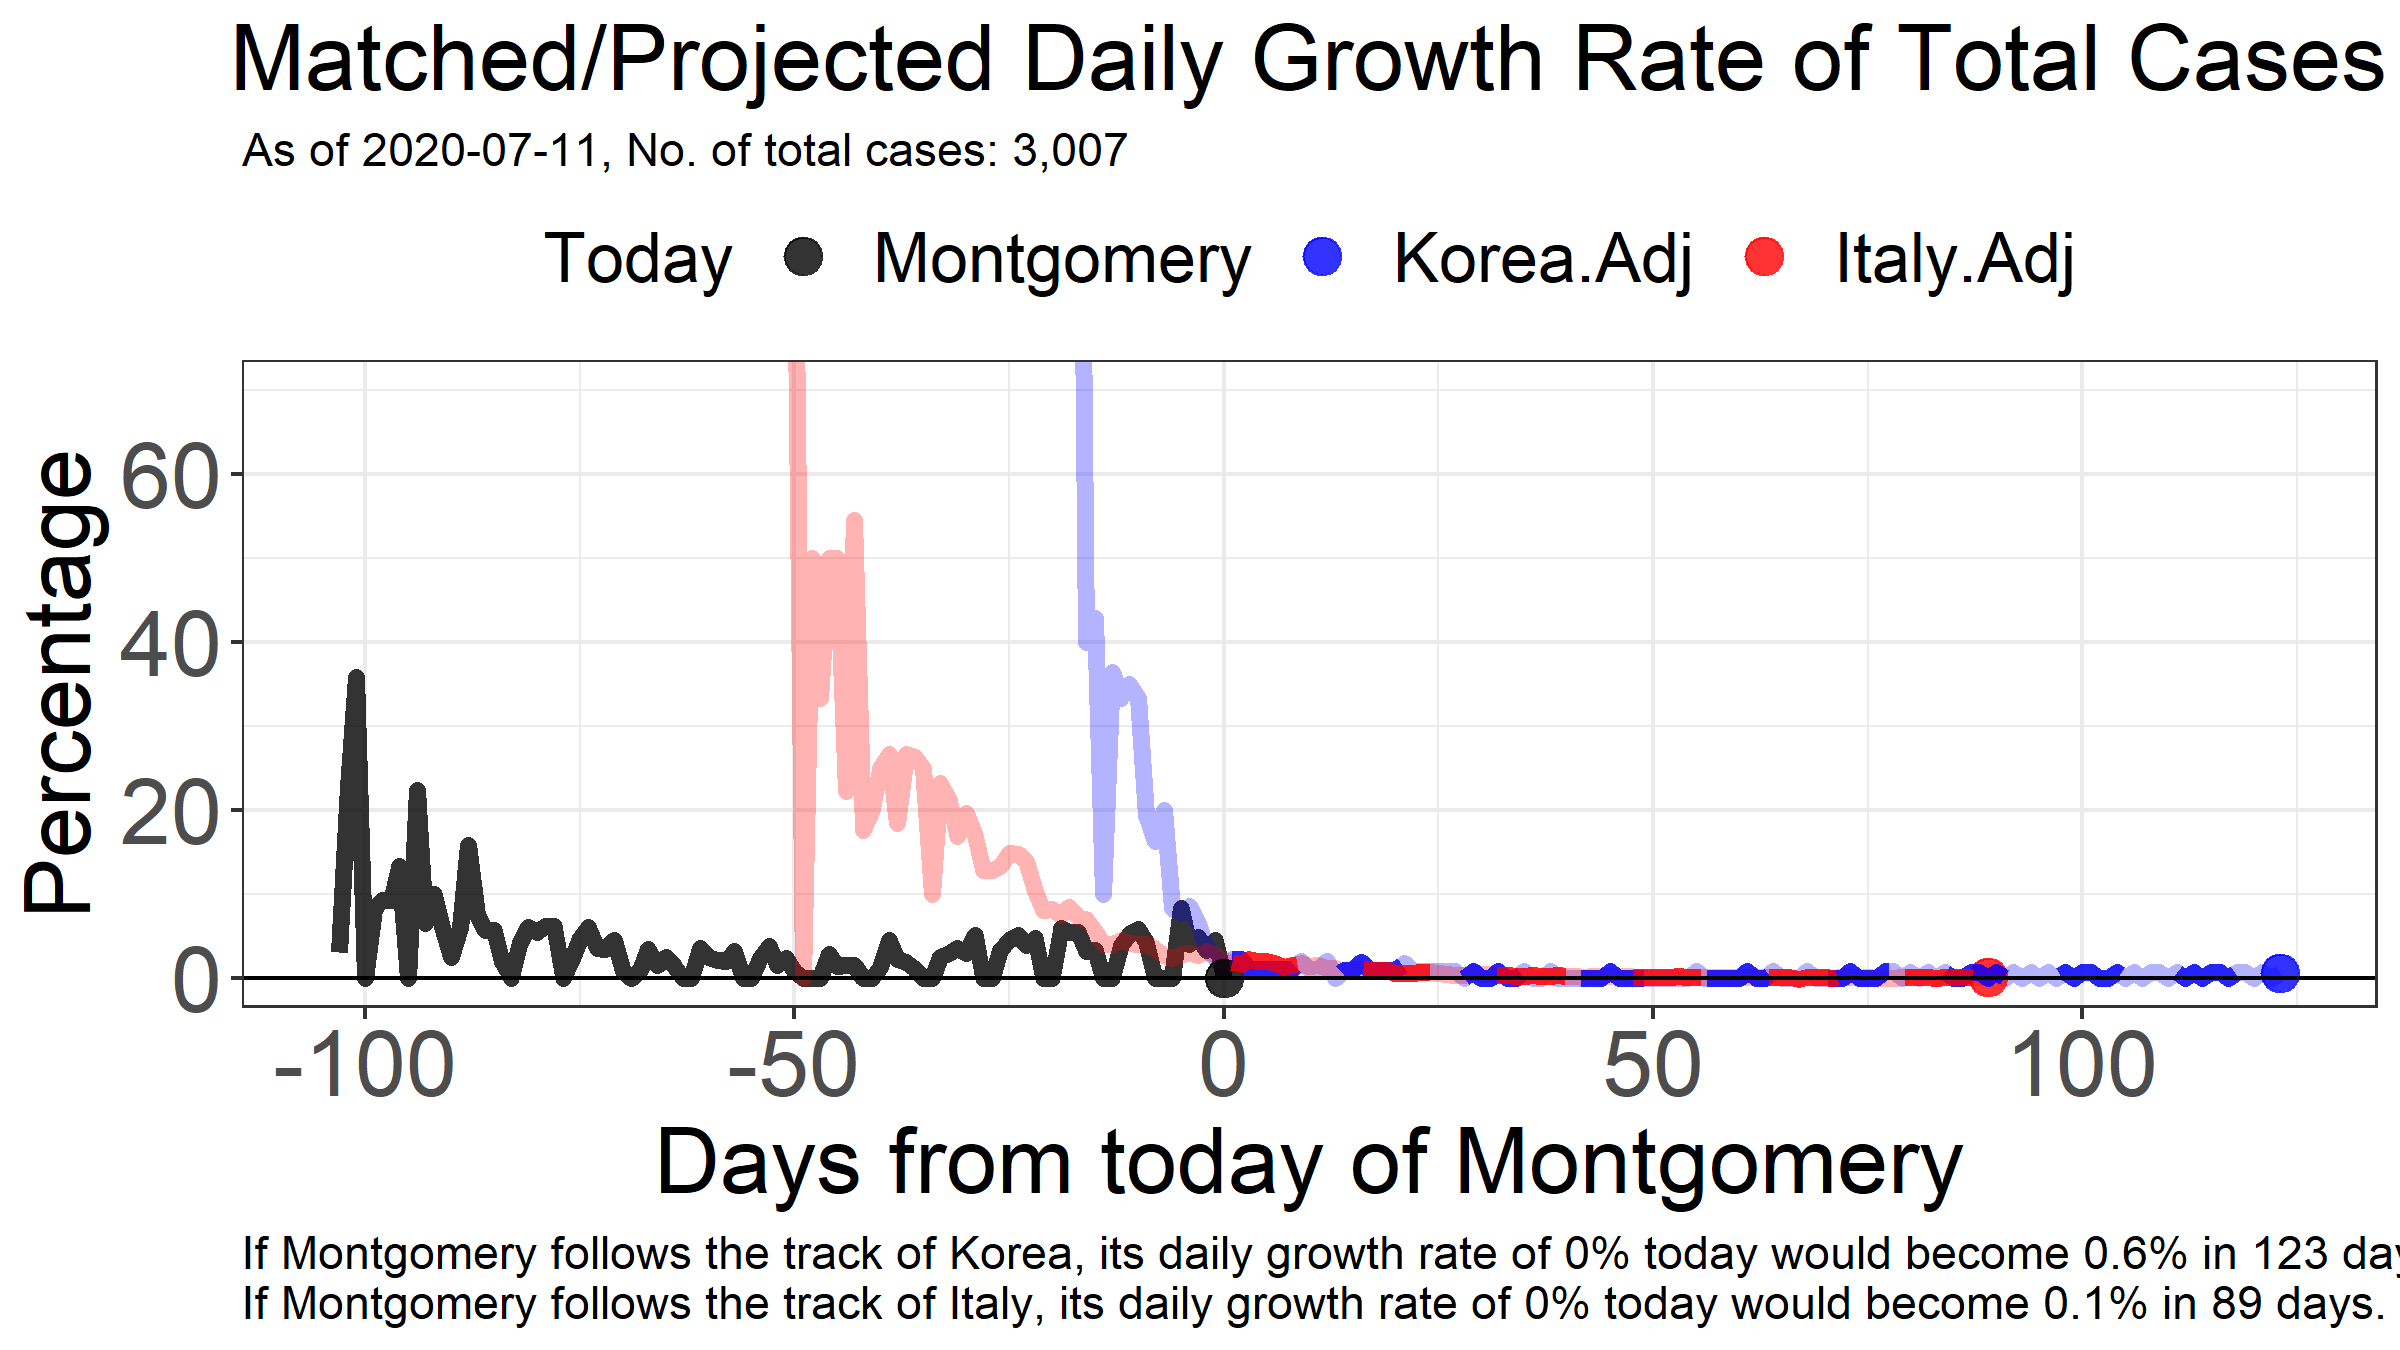 Matched/Projected Daily Growth Rate of Total Cases
As of 2020-07-11, No. of total cases: 3,007
Today Montgomery Korea.Adj Italy.Adj
Percentage
60
40
20
0
-100 -50 0 50 100
Days from today of Montgomery
If Montgomery follows the track of Korea, its daily growth rate of 0% today would become 0.6% in 123 day
If Montgomery follows the track of Italy, its daily growth rate of 0% today would become 0.1% in 89 days.